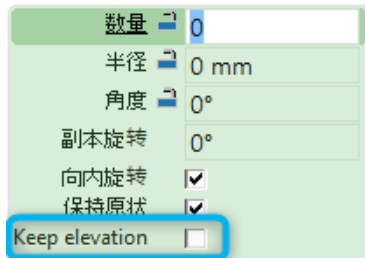 数量 0
半径 0 mm
角度 0°
副本旋转 0°
向内旋转
保持原状
Keep elevation